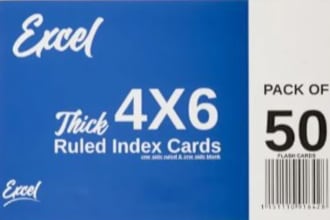 Excel
Thick 4X6
Ruled Index Cards
one side ruled & one side blank
Excel
PACK OF
50
FLASH CARDS